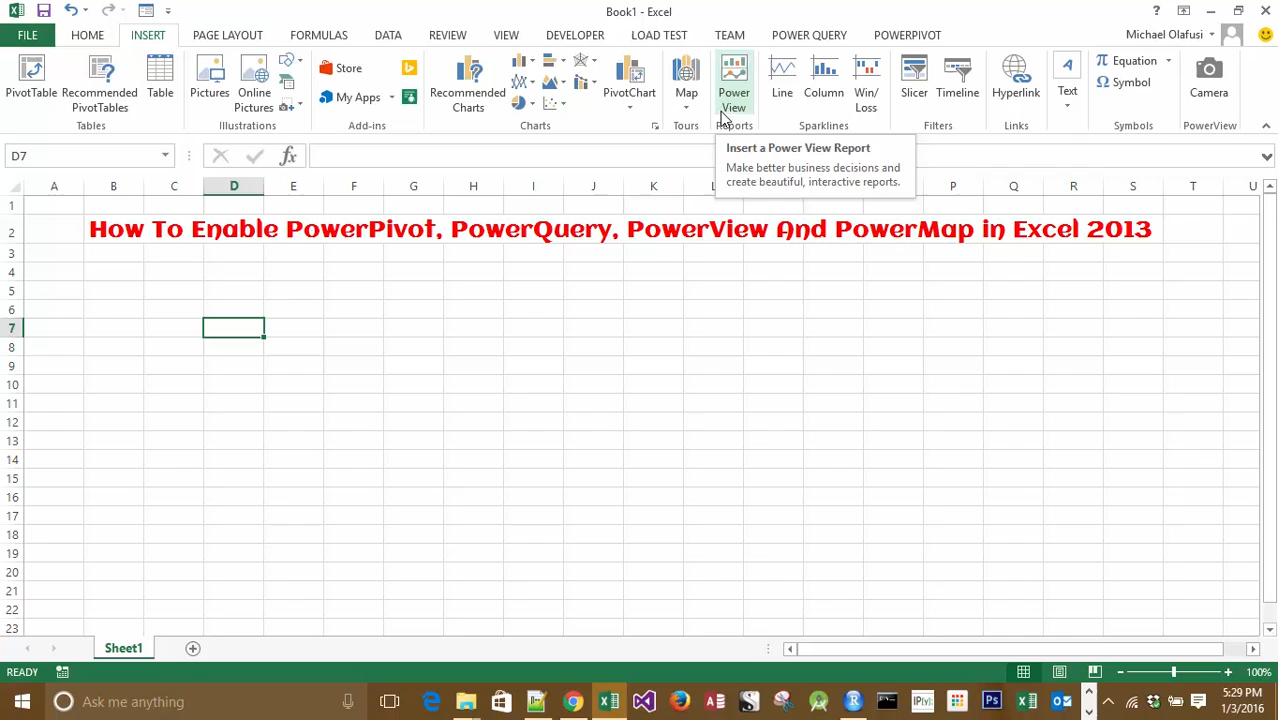 Book1 - Excel
?
FILE HOME INSERT PAGE LAYOUT FORMULAS DATA REVIEW VIEW DEVELOPER LOAD TEST TEAM POWER QUERY POWERPIVOT Michael Olafusi
PivotTable Recommended PivotTables Table Pictures Online Pictures Store My Apps Recommended Charts PivotChart Map Power View Line Column Win/Loss Slicer Timeline Hyperlink Text Equation Symbol Camera
Tables Illustrations Add-ins Charts Tours Reports Sparklines Filters Links Symbols PowerView
D7 fx
Insert a Power View Report
Make better business decisions and
create beautiful, interactive reports.
A B C D E F G H I J K L P Q R S T U
1
2 How To Enable PowerPivot, PowerQuery, PowerView And PowerMap in Excel 2013
3
4
5
6
7
8
9
10
11
12
13
14
15
16
17
18
19
20
21
22
23
Sheet1
READY 100%
Ask me anything 5:29 PM
1/3/2016